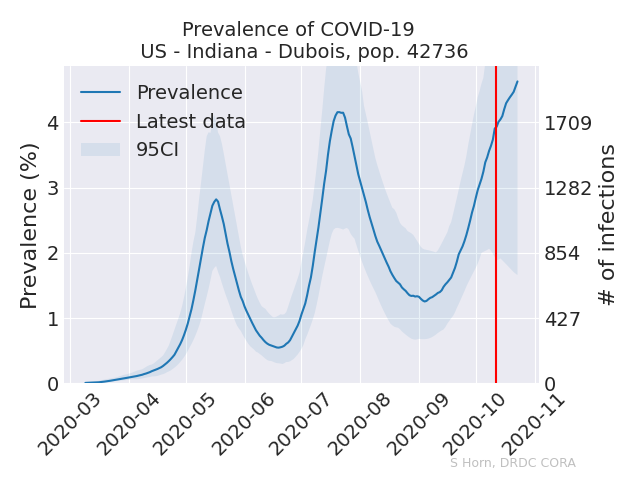 Prevalence of COVID-19
US - Indiana - Dubois, pop. 42736
Prevalence
Latest data
95CI
Prevalence (%)
4
3
2
1
0
1709
1282
854
427
0
# of infections
2020-03
2020-04
2020-05
2020-06
2020-07
2020-08
2020-09
2020-10
2020-11
S Horn, DRDC CORA